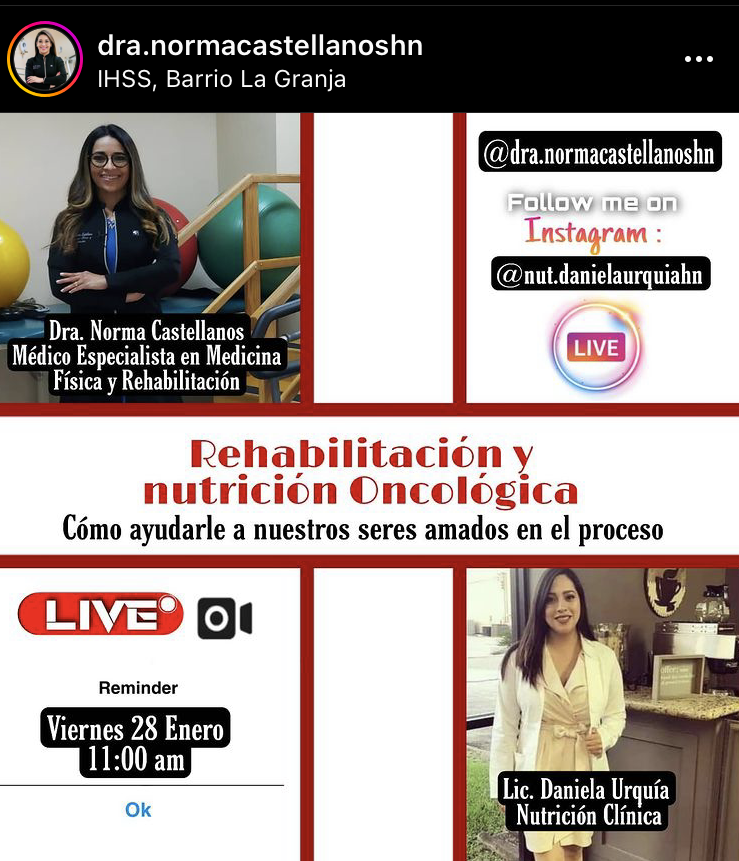 dra.normacastellanoshn
IHSS, Barrio La Granja
Dra. Norma Castellanos
Médico Especialista en Medicina
Física y Rehabilitación
@dra.normacastellanoshn
Follow me on
Instagram :
@nut.danielaurquiahn
LIVE
Rehabilitación y
nutrición Oncológica
Cómo ayudarle a nuestros seres amados en el proceso
LIVE
Reminder
Viernes 28 Enero
11:00 am
Ok
Lic. Daniela Urquía
Nutrición Clínica